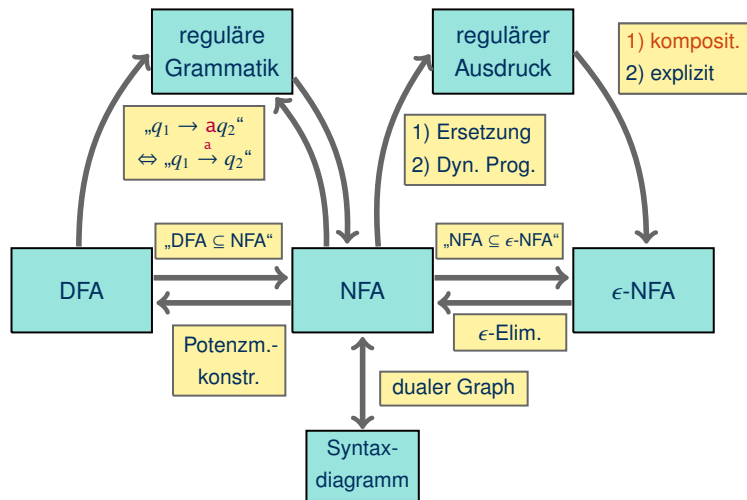 reguläre
Grammatik
regulärer
Ausdruck
1) komposit.
2) explizit
„q₁ → aq₂“
a
⇔ „q₁ → q₂“
1) Ersetzung
2) Dyn. Prog.
„DFA ⊆ NFA“
„NFA ⊆ ϵ-NFA“
DFA
NFA
ϵ-NFA
Potenzm.-
konstr.
ϵ-Elim.
dualer Graph
Syntax-
diagramm